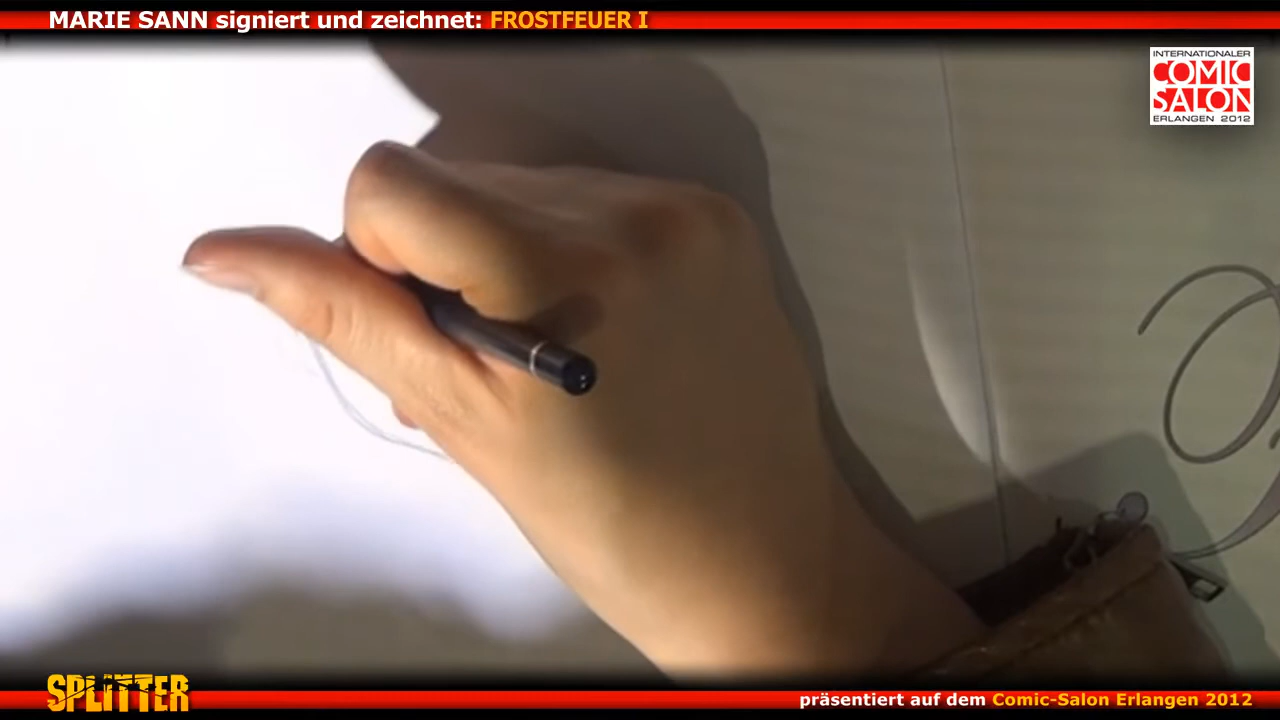 MARIE SANN signiert und zeichnet: FROSTFEUER I
INTERNATIONALER
COMIC
SALON
ERLANGEN 2012
SPLITTER
präsentiert auf dem Comic-Salon Erlangen 2012